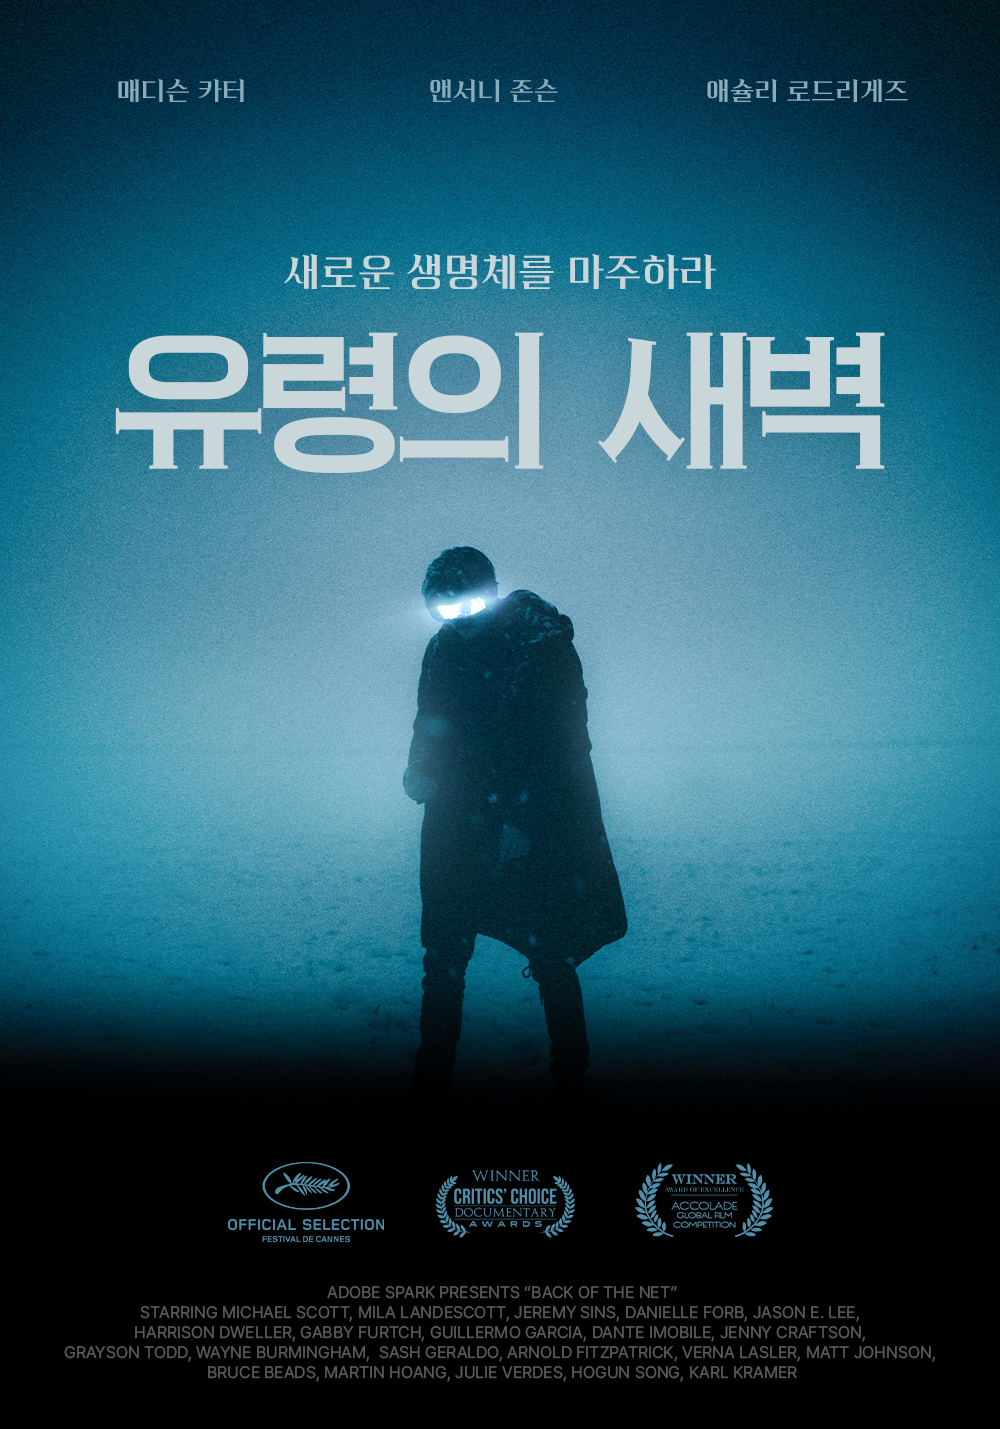 매디슨 카터 앤서니 존슨 애슐리 로드리게즈
새로운 생명체를 마주하라
유령의 새벽
OFFICIAL SELECTION
FESTIVAL DE CANNES
WINNER
CRITICS' CHOICE
DOCUMENTARY
AWARDS
WINNER
AWARD OF EXCELLENCE
ACCOLADE
GLOBAL FILM
COMPETITION
ADOBE SPARK PRESENTS “BACK OF THE NET”
STARRING MICHAEL SCOTT, MILA LANDESCOTT, JEREMY SINS, DANIELLE FORB, JASON E. LEE,
HARRISON DWELLER, GABBY FURTCH, GUILLERMO GARCIA, DANTE IMOBILE, JENNY CRAFTSON,
GRAYSON TODD, WAYNE BURMINGHAM, SASH GERALDO, ARNOLD FITZPATRICK, VERNA LASLER, MATT JOHNSON,
BRUCE BEADS, MARTIN HOANG, JULIE VERDES, HOGUN SONG, KARL KRAMER